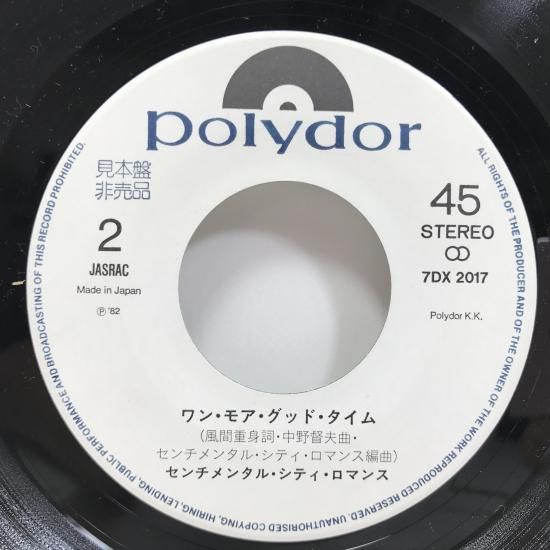 polydor
見本盤
非売品
2
JASRAC
Made in Japan
Ⓟ '82
45
STEREO
7DX 2017
Polydor K.K.
ワン・モア・グッド・タイム
(風間重身詞・中野督夫曲・
センチメンタル・シティ・ロマンス編曲)
センチメンタル・シティ・ロマンス
ALL RIGHTS OF THE PRODUCER AND OF THE OWNER OF THE WORK REPRODUCED RESERVED. UNAUTHORISED COPYING, HIRING, LENDING, PUBLIC PERFORMANCE AND BROADCASTING OF THIS RECORD PROHIBITED.